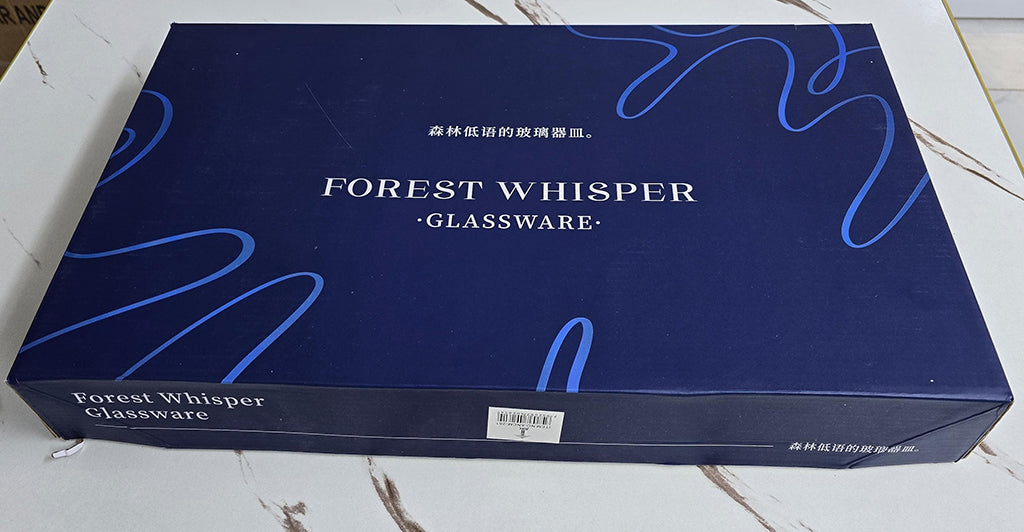 森林低语的玻璃器皿。
FOREST WHISPER
·GLASSWARE·
Forest Whisper
Glassware
森林低语的玻璃器皿。